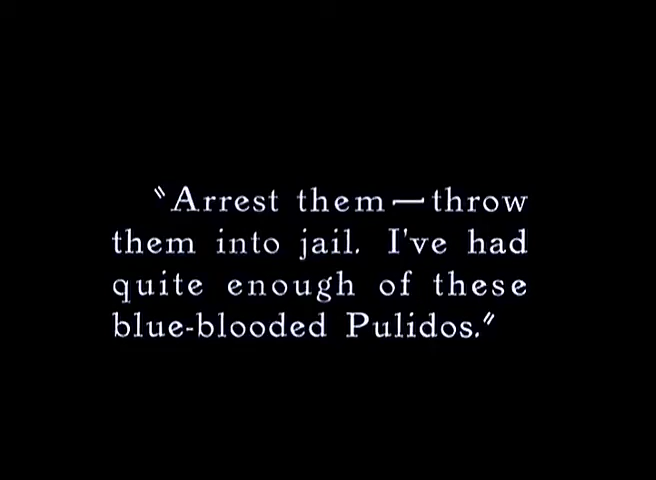 "Arrest them—throw
them into jail. I've had
quite enough of these
blue-blooded Pulidos."